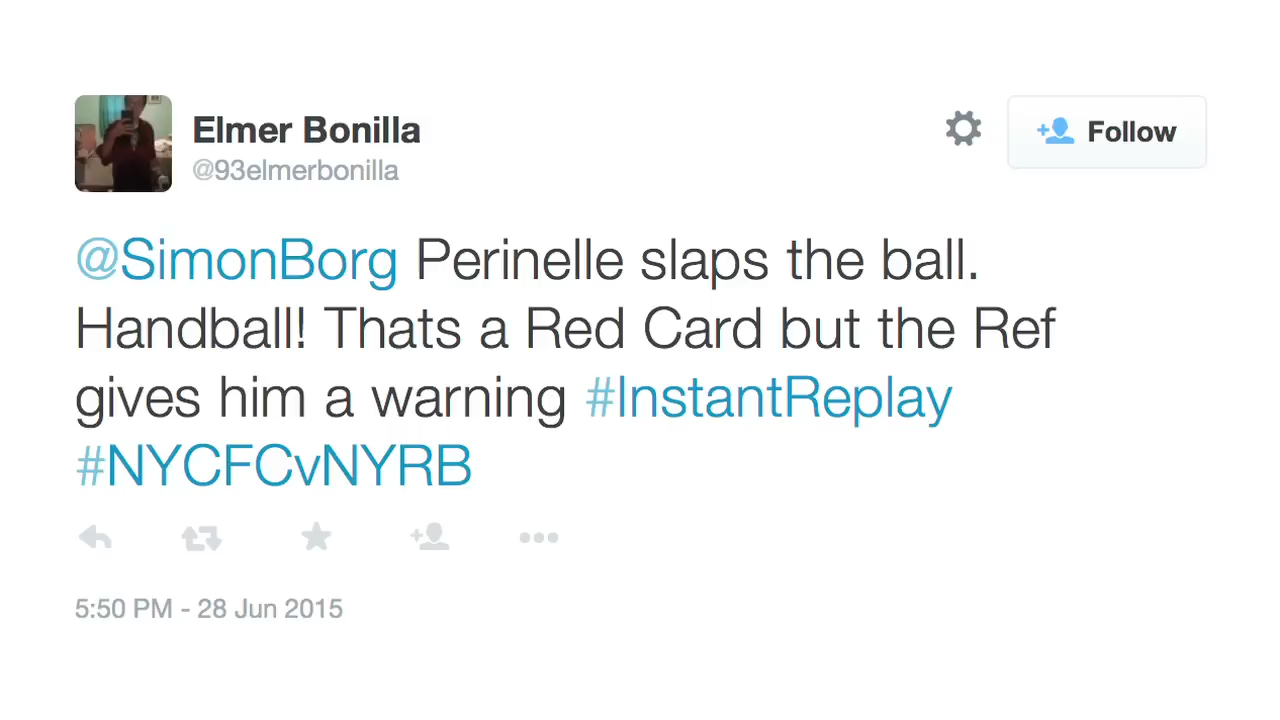 Elmer Bonilla
@93elmerbonilla
Follow
@SimonBorg Perinelle slaps the ball.
Handball! Thats a Red Card but the Ref
gives him a warning #InstantReplay
#NYCFCvNYRB
5:50 PM - 28 Jun 2015